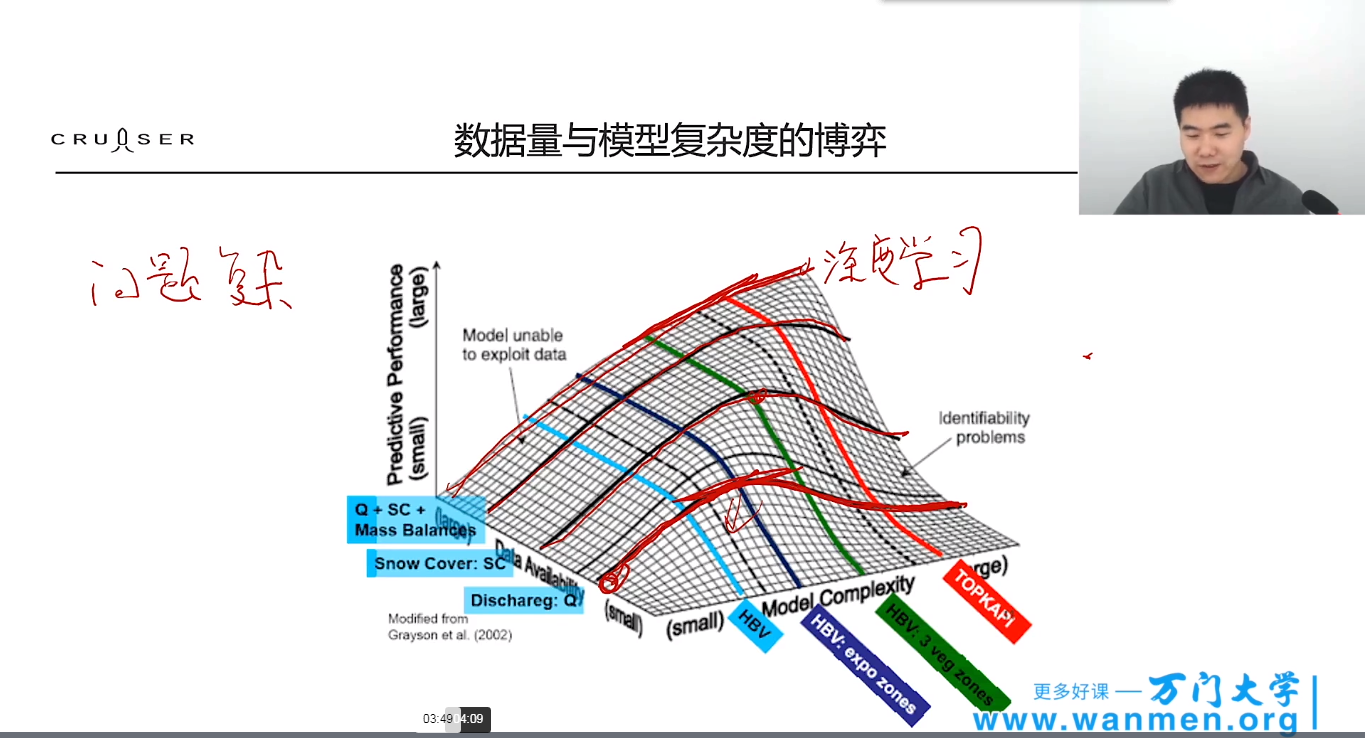 CRUISER
数据量与模型复杂度的博弈
问题复杂
深度学习
Predictive Performance
(small) (large)
Model unable
to exploit data
Identifiability
problems
Q + SC +
Mass Balances
(large)
Snow Cover: SC
Data Availability
Dischareg: Q
(small)
Modified from
Grayson et al. (2002)
(small)
Model Complexity
rge)
HBV
HBV: expo zones
HBV: 3 veg zones
TOPKAPI
03:49
04:09
更多好课 — 万门大学
www.wanmen.org